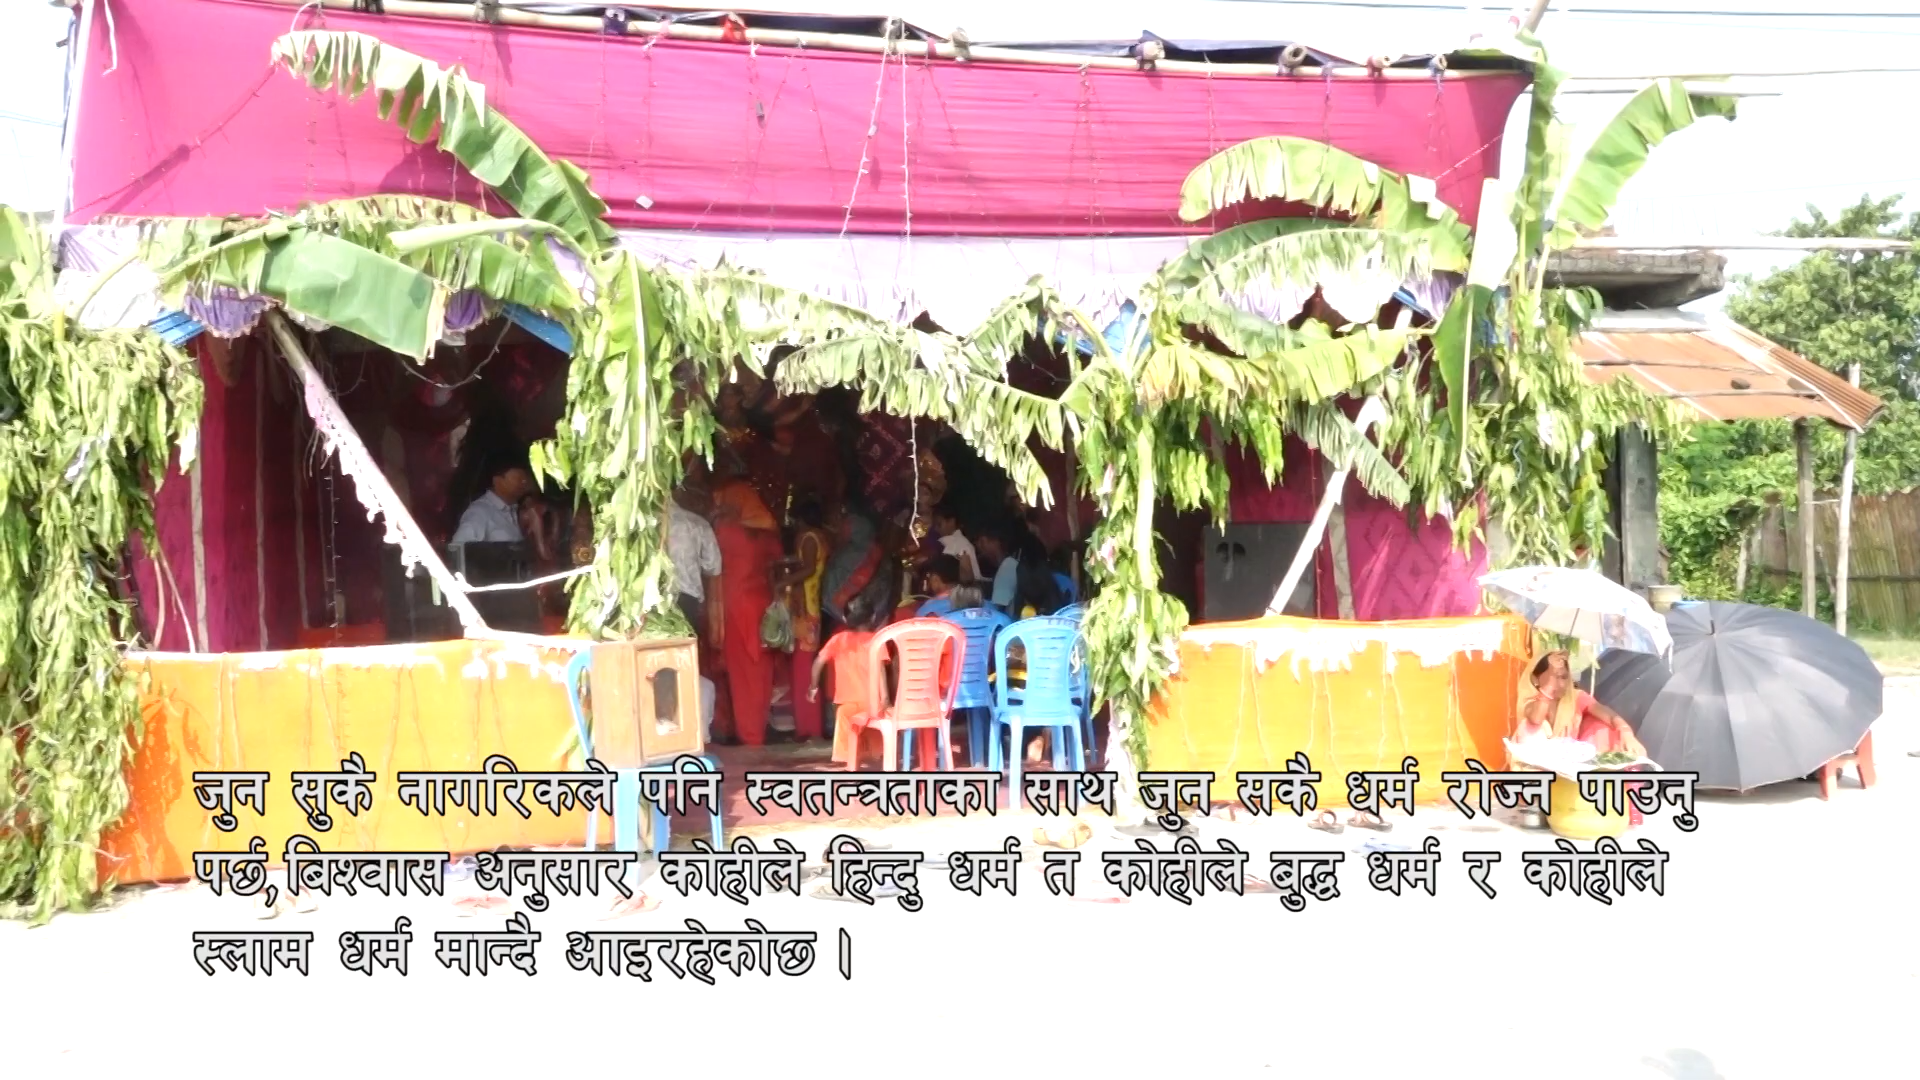 जुन सुकै नागरिकले पनि स्वतन्त्रताका साथ जुन सकै धर्म रोज्न पाउनु
पर्छ,बिश्वास अनुसार कोहीले हिन्दु धर्म त कोहीले बुद्ध धर्म र कोहीले
स्लाम धर्म मान्दै आइरहेकोछ |